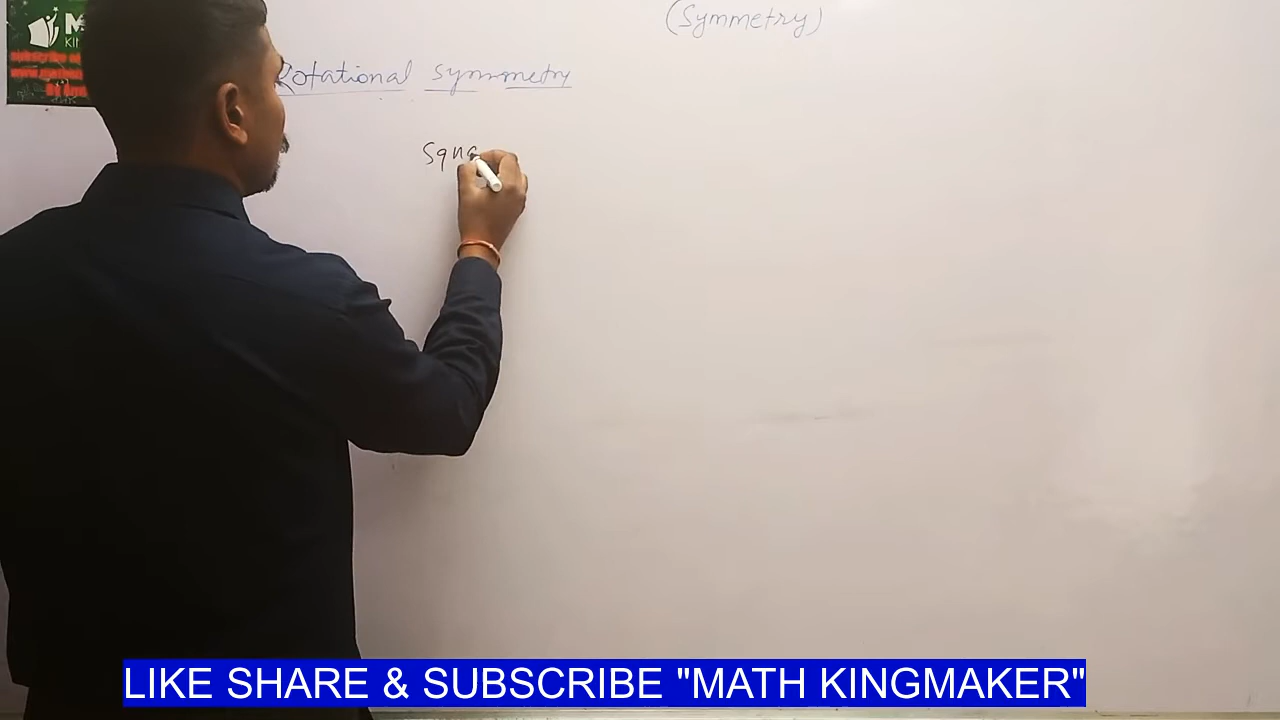 (Symmetry)
Rotational symmetry
Squa
LIKE SHARE & SUBSCRIBE "MATH KINGMAKER"